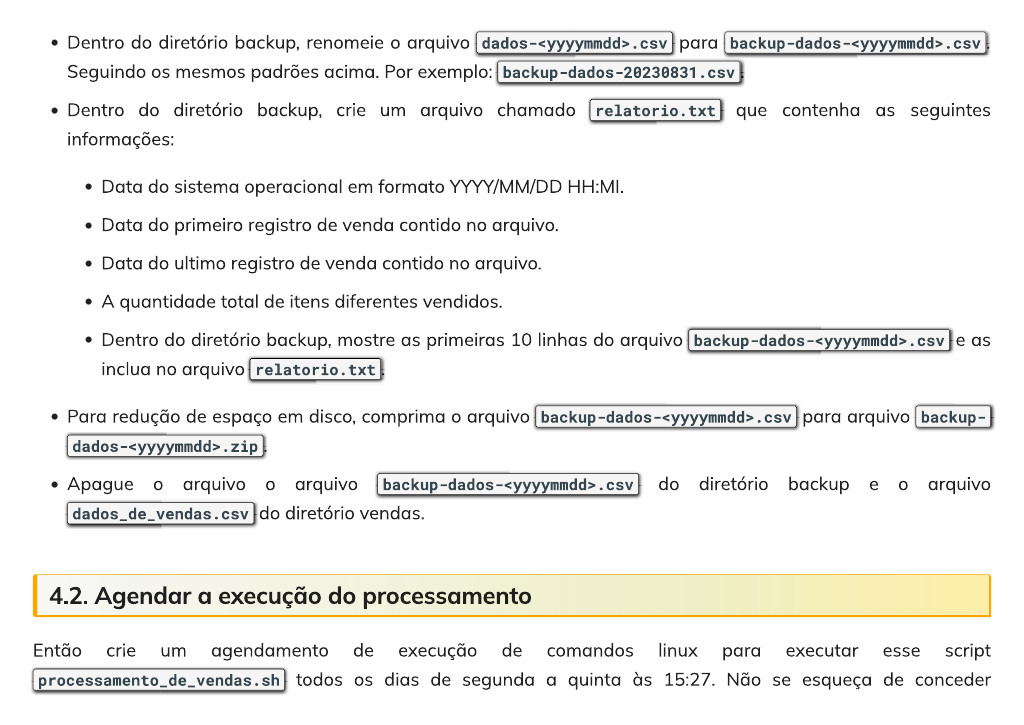 • Dentro do diretório backup, renomeie o arquivo dados-<yyyymmdd>.csv para backup-dados-<yyyymmdd>.csv.
Seguindo os mesmos padrões acima. Por exemplo: backup-dados-20230831.csv.
• Dentro do diretório backup, crie um arquivo chamado relatorio.txt que contenha as seguintes
informações:
• Data do sistema operacional em formato YYYY/MM/DD HH:MI.
• Data do primeiro registro de venda contido no arquivo.
• Data do ultimo registro de venda contido no arquivo.
• A quantidade total de itens diferentes vendidos.
• Dentro do diretório backup, mostre as primeiras 10 linhas do arquivo backup-dados-<yyyymmdd>.csv e as
inclua no arquivo relatorio.txt.
• Para redução de espaço em disco, comprima o arquivo backup-dados-<yyyymmdd>.csv para arquivo backup-
dados-<yyyymmdd>.zip.
• Apague o arquivo o arquivo backup-dados-<yyyymmdd>.csv do diretório backup e o arquivo
dados_de_vendas.csv do diretório vendas.
4.2. Agendar a execução do processamento
Então crie um agendamento de execução de comandos linux para executar esse script
processamento_de_vendas.sh todos os dias de segunda a quinta às 15:27. Não se esqueça de conceder